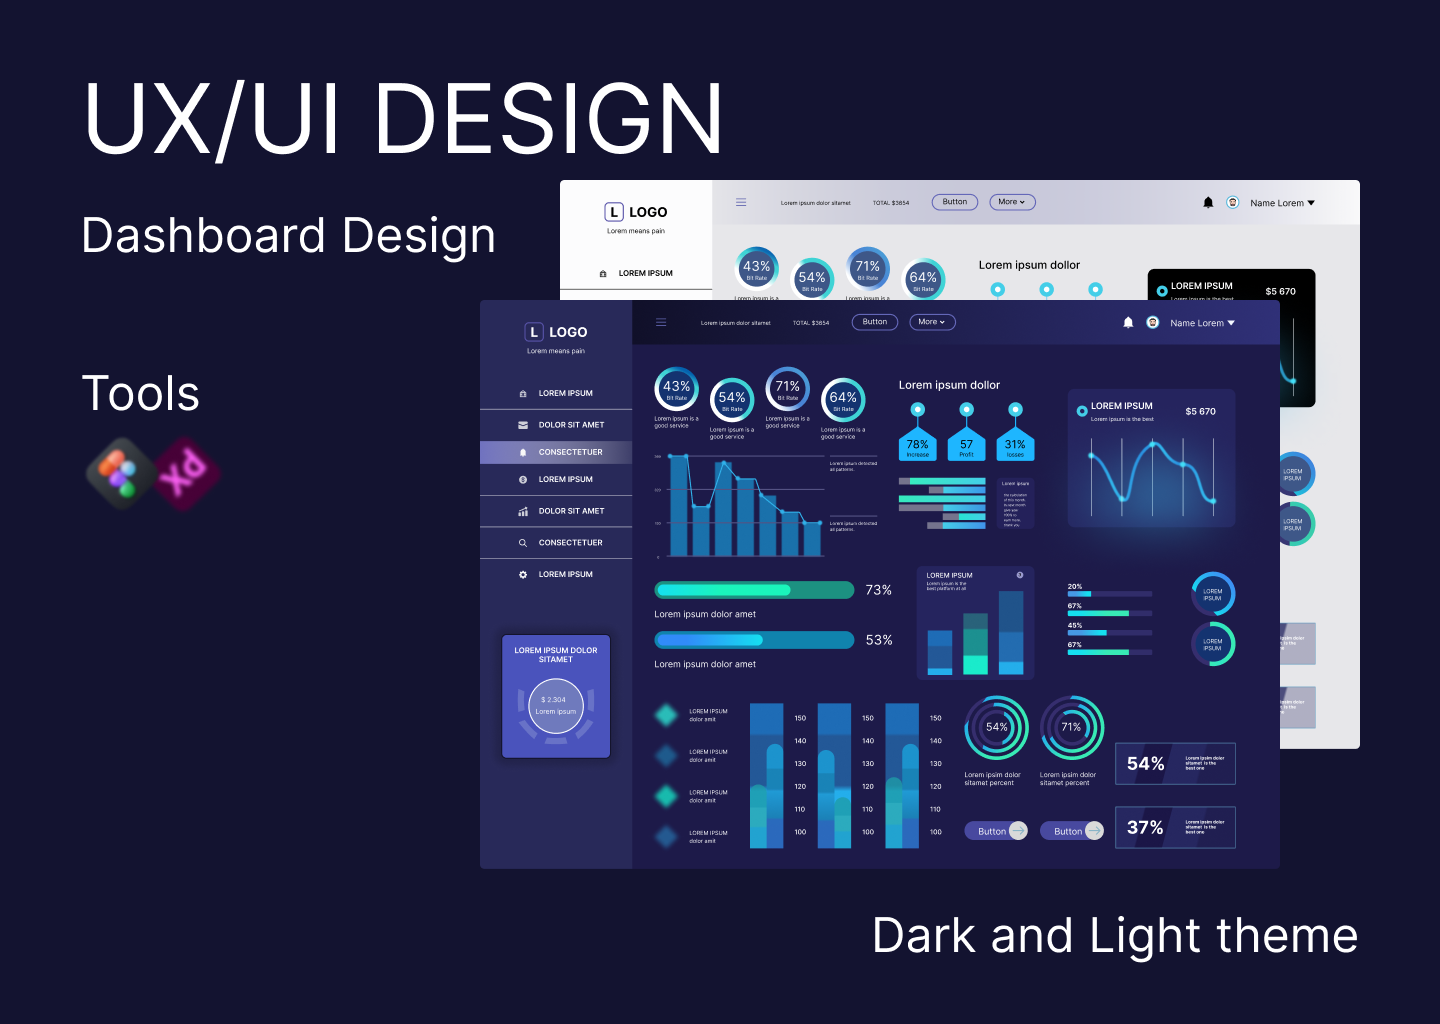 UX/UI DESIGN
Dashboard Design
Tools
Xd
L LOGO
Lorem means pain
LOREM IPSUM
Lorem ipsum dolor sitamet
TOTAL $3654
Button
More
Name Lorem
43%
Bit Rate
54%
Bit Rate
71%
Bit Rate
64%
Bit Rate
Lorem ipsum is a
Lorem ipsum is a
Lorem ipsum dollor
LOREM IPSUM
$5 670
Lorem ipsum is the best
LOREM
IPSUM
LOREM
IPSUM
L LOGO
Lorem means pain
LOREM IPSUM
DOLOR SIT AMET
CONSECTETUER
LOREM IPSUM
DOLOR SIT AMET
CONSECTETUER
LOREM IPSUM
LOREM IPSUM DOLOR
SITAMET
$ 2.304
Lorem ipsum
Lorem ipsum dolor sitamet
TOTAL $3654
Button
More
Name Lorem
43%
Bit Rate
Lorem ipsum is a
good service
54%
Bit Rate
Lorem ipsum is a
good service
71%
Bit Rate
Lorem ipsum is a
good service
64%
Bit Rate
Lorem ipsum is a
good service
Lorem ipsum dollor
78%
Increase
57
Profit
31%
losses
LOREM IPSUM
$5 670
Lorem ipsum is the best
Lorem ipsum detected
all patterns
Lorem ipsum detected
all patterns
Lorem ipsum
73%
Lorem ipsum dolor amet
53%
Lorem ipsum dolor amet
LOREM IPSUM
Lorem ipsum is the
best platform at all
20%
67%
45%
67%
LOREM
IPSUM
LOREM
IPSUM
LOREM IPSUM
dolor amit
LOREM IPSUM
dolor amit
LOREM IPSUM
dolor amit
LOREM IPSUM
dolor amit
150 150 150
140 140 140
130 130 130
120 120 120
110 110 110
100 100 100
54%
Lorem ipsim dolor
sitamet percent
71%
Lorem ipsim dolor
sitamet percent
Button
Button
54%
Lorem ipsim dolor
sitamet is the
best one
37%
Lorem ipsim dolor
sitamet is the
best one
Dark and Light theme